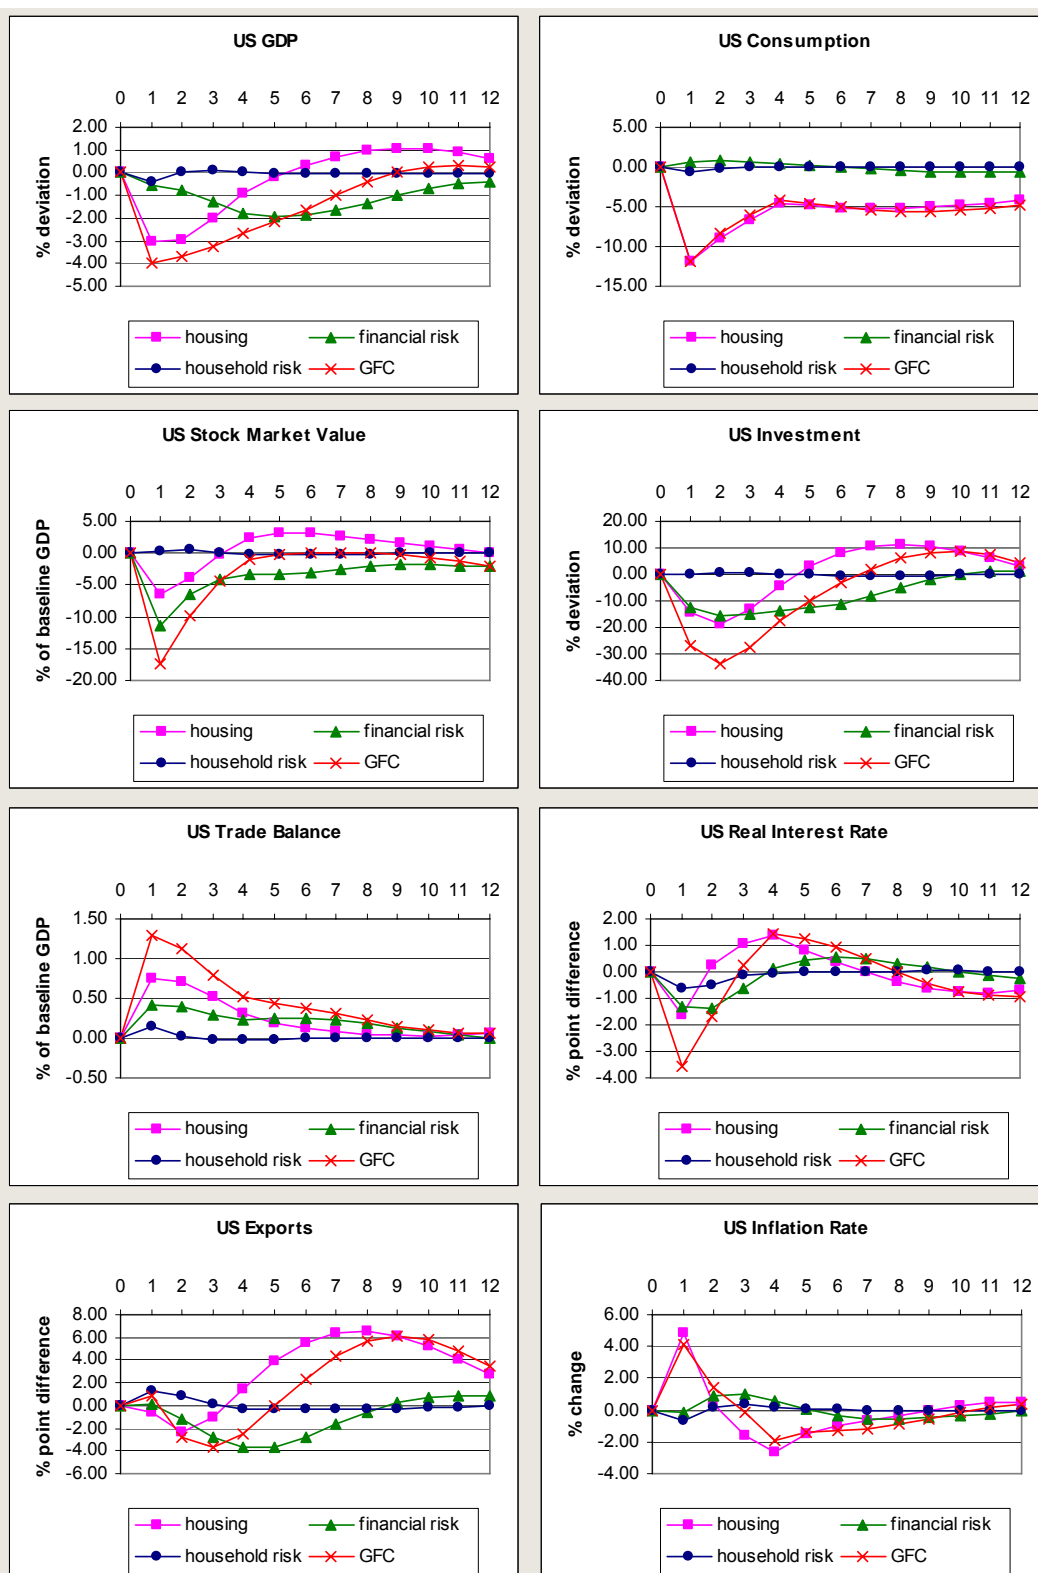 US GDP
0 1 2 3 4 5 6 7 8 9 10 11 12
% deviation
2.00
1.00
0.00
-1.00
-2.00
-3.00
-4.00
-5.00
housing financial risk
household risk GFC
US Consumption
0 1 2 3 4 5 6 7 8 9 10 11 12
% deviation
5.00
0.00
-5.00
-10.00
-15.00
housing financial risk
household risk GFC
US Stock Market Value
0 1 2 3 4 5 6 7 8 9 10 11 12
% of baseline GDP
5.00
0.00
-5.00
-10.00
-15.00
-20.00
housing financial risk
household risk GFC
US Investment
0 1 2 3 4 5 6 7 8 9 10 11 12
% deviation
20.00
10.00
0.00
-10.00
-20.00
-30.00
-40.00
housing financial risk
household risk GFC
US Trade Balance
0 1 2 3 4 5 6 7 8 9 10 11 12
% of baseline GDP
1.50
1.00
0.50
0.00
-0.50
housing financial risk
household risk GFC
US Real Interest Rate
0 1 2 3 4 5 6 7 8 9 10 11 12
% point difference
2.00
1.00
0.00
-1.00
-2.00
-3.00
-4.00
housing financial risk
household risk GFC
US Exports
0 1 2 3 4 5 6 7 8 9 10 11 12
% point difference
8.00
6.00
4.00
2.00
0.00
-2.00
-4.00
-6.00
housing financial risk
household risk GFC
US Inflation Rate
0 1 2 3 4 5 6 7 8 9 10 11 12
% change
6.00
4.00
2.00
0.00
-2.00
-4.00
housing financial risk
household risk GFC